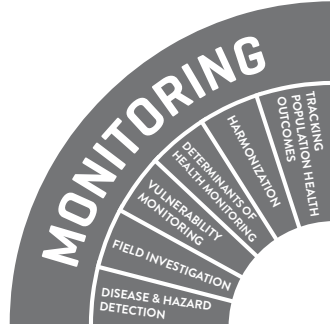 MONITORING
DISEASE & HAZARD
DETECTION
FIELD INVESTIGATION
VULNERABILITY
MONITORING
DETERMINANTS OF
HEALTH MONITORING
HARMONIZATION
TRACKING
POPULATION HEALTH
OUTCOMES